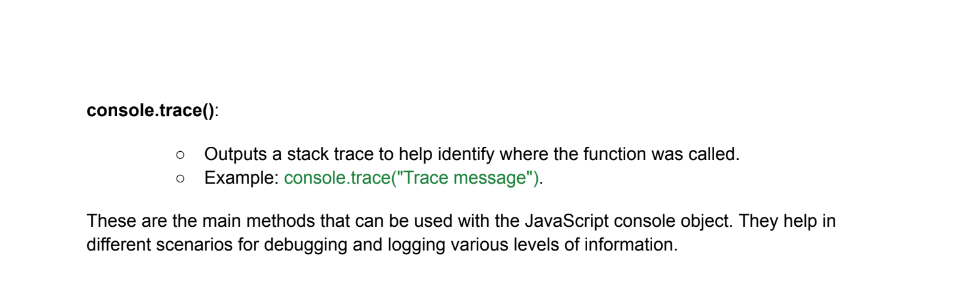 console.trace():
○ Outputs a stack trace to help identify where the function was called.
○ Example: console.trace("Trace message").
These are the main methods that can be used with the JavaScript console object. They help in
different scenarios for debugging and logging various levels of information.